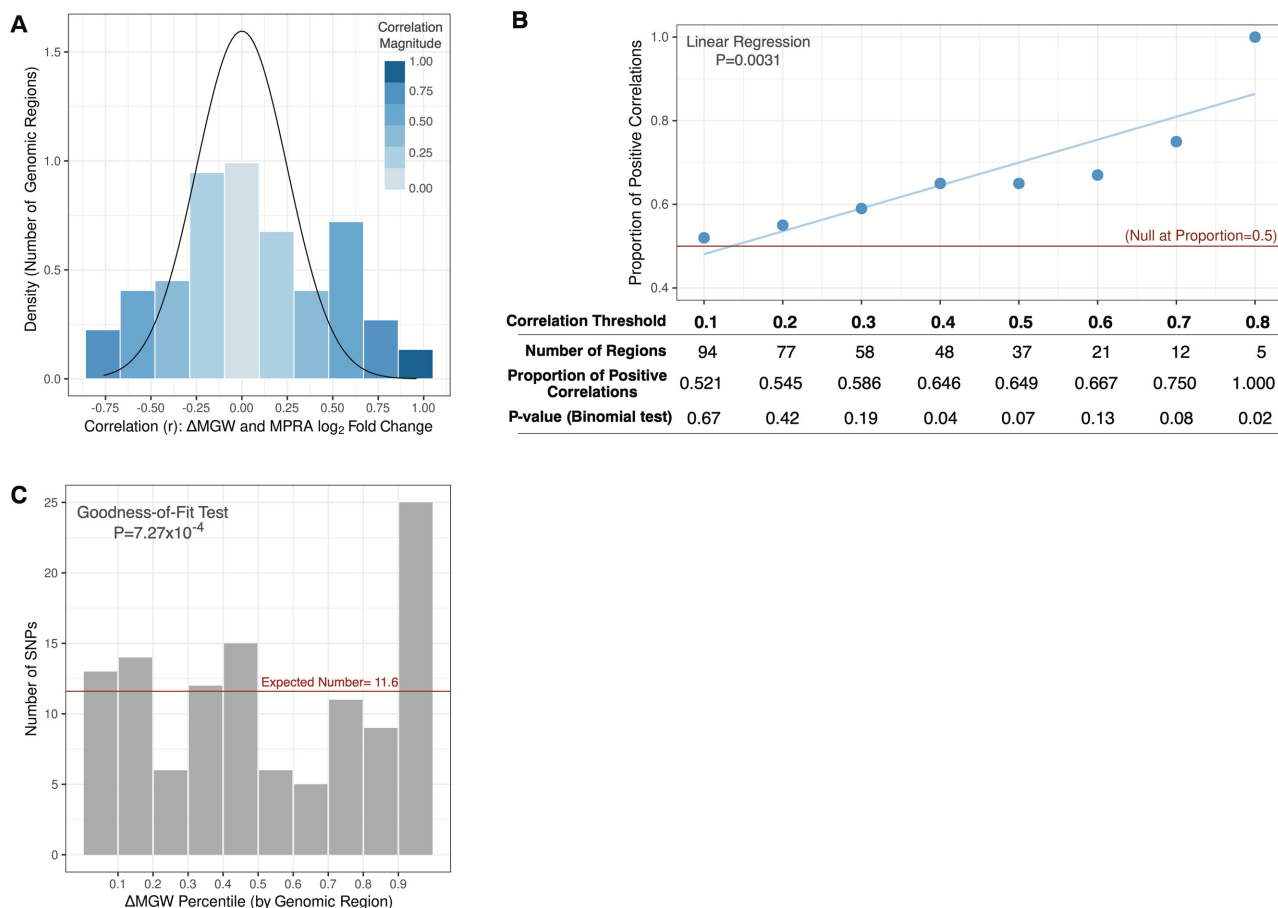 A
Correlation
Magnitude
1.00
0.75
0.50
0.25
0.00
Density (Number of Genomic Regions)
1.5
1.0
0.5
0.0
-0.75 -0.50 -0.25 0.00 0.25 0.50 0.75 1.00
Correlation (r): ΔMGW and MPRA log2 Fold Change
B
Linear Regression
P=0.0031
Proportion of Positive Correlations
1.0
0.8
0.6
0.4
(Null at Proportion=0.5)
Correlation Threshold 0.1 0.2 0.3 0.4 0.5 0.6 0.7 0.8
Number of Regions 94 77 58 48 37 21 12 5
Proportion of Positive
Correlations 0.521 0.545 0.586 0.646 0.649 0.667 0.750 1.000
P-value (Binomial test) 0.67 0.42 0.19 0.04 0.07 0.13 0.08 0.02
C
Goodness-of-Fit Test
P=7.27x10-4
Number of SNPs
25
20
15
10
5
0
Expected Number= 11.6
0.1 0.2 0.3 0.4 0.5 0.6 0.7 0.8 0.9
ΔMGW Percentile (by Genomic Region)